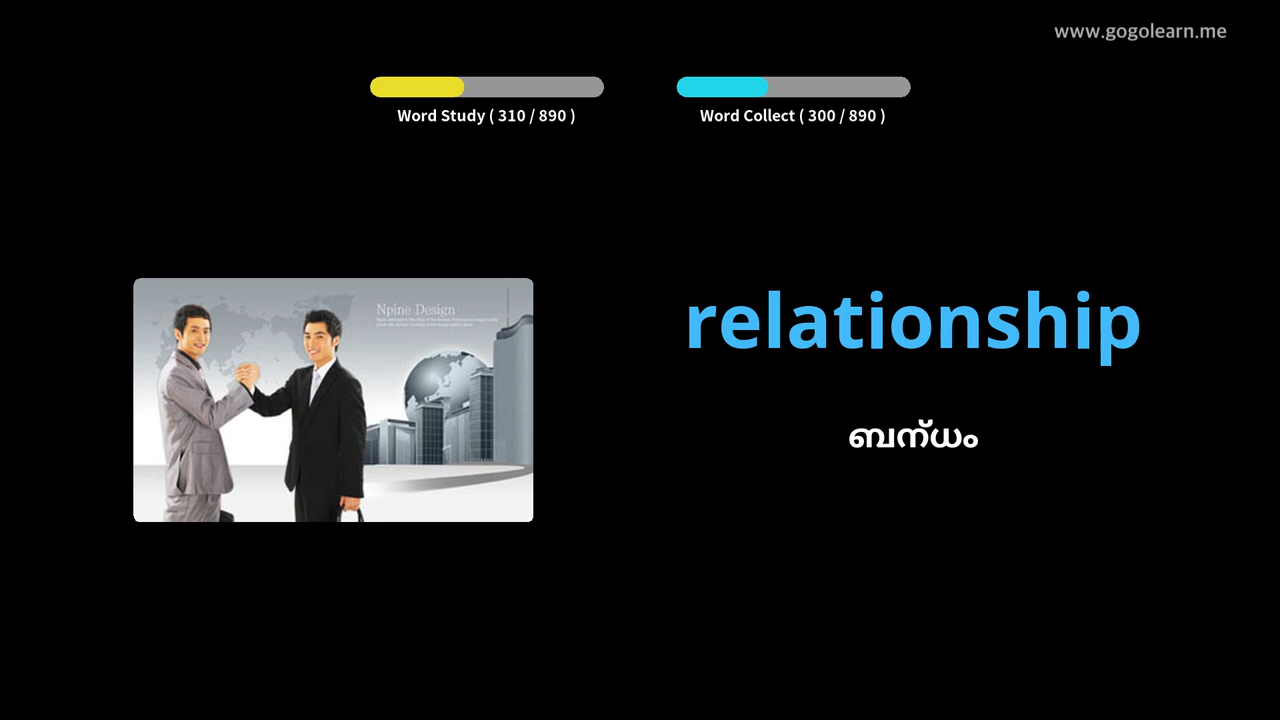 www.gogolearn.me
Word Study ( 310 / 890 )
Word Collect ( 300 / 890 )
Npine Design
relationship
ബന്ധം